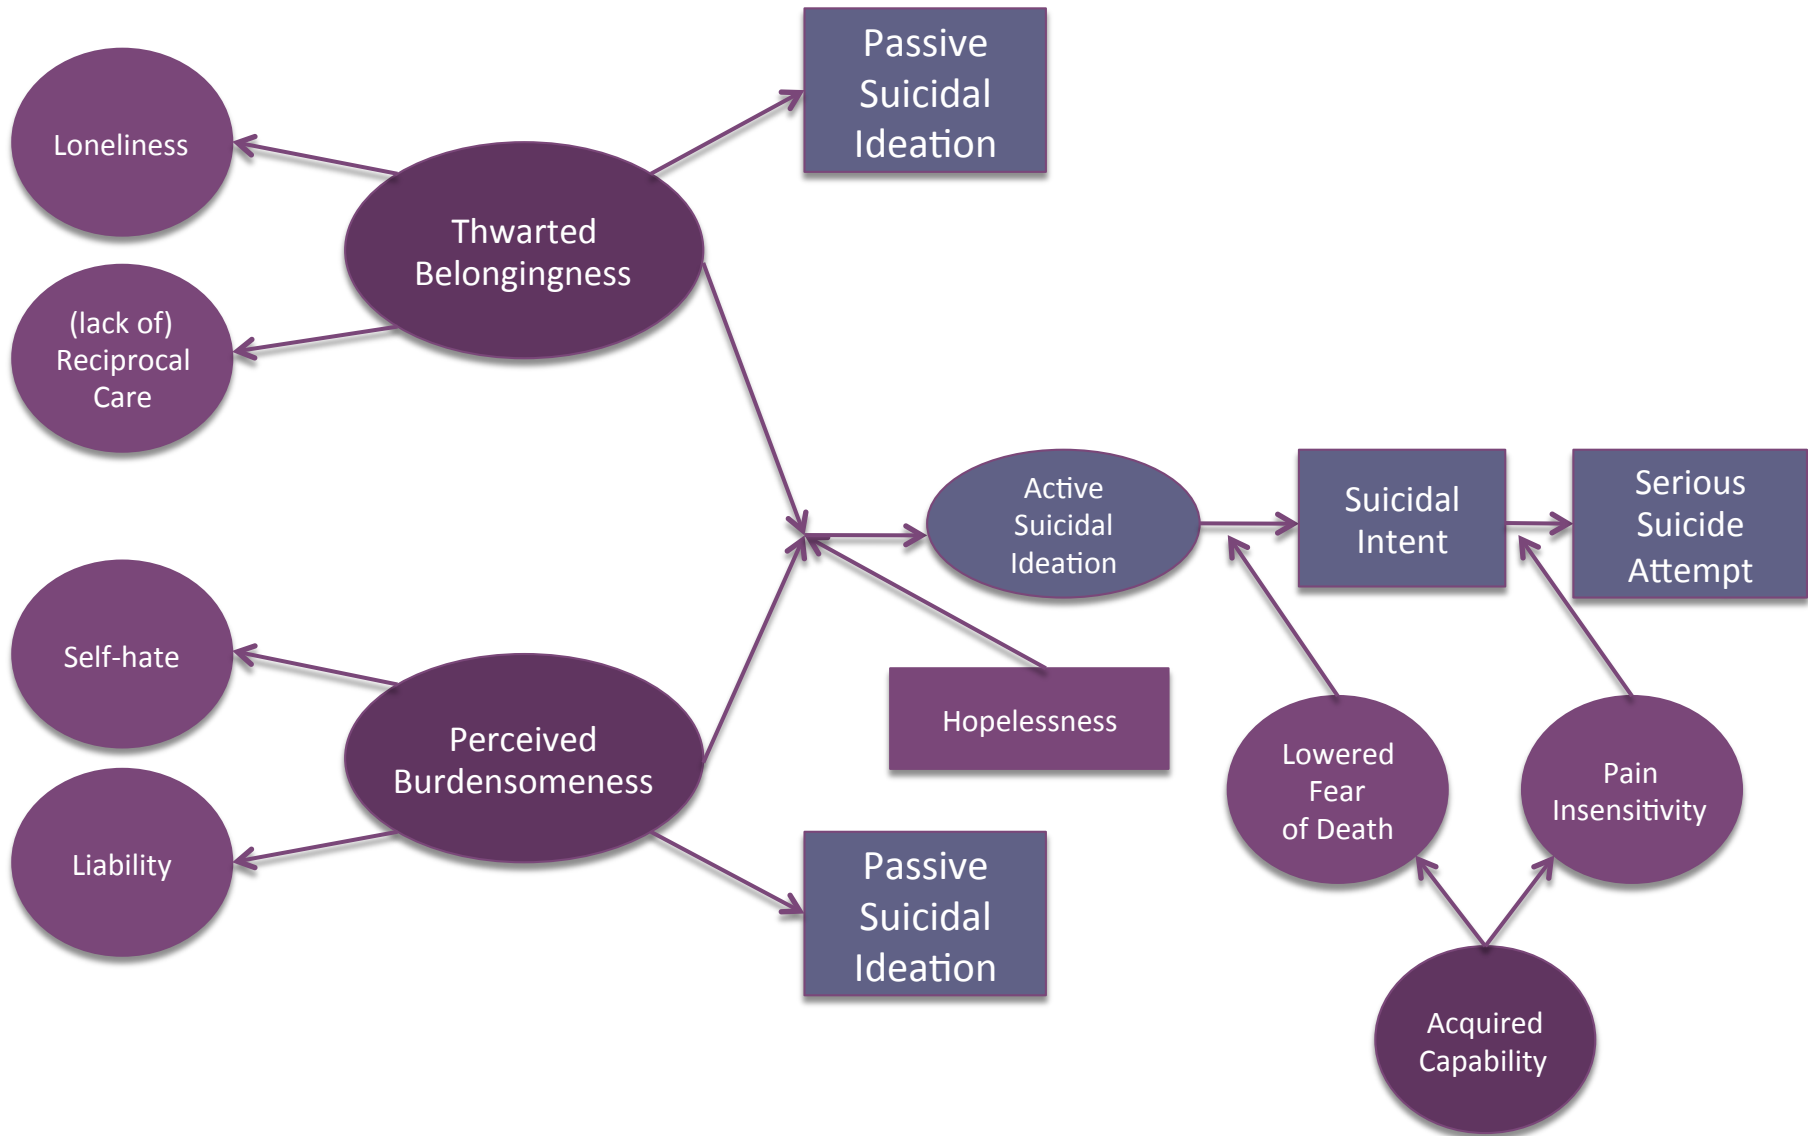 Passive
Suicidal
Ideation
Loneliness
Thwarted
Belongingness
(lack of)
Reciprocal
Care
Active
Suicidal
Ideation
Suicidal
Intent
Serious
Suicide
Attempt
Self-hate
Perceived
Burdensomeness
Hopelessness
Lowered
Fear
of Death
Pain
Insensitivity
Liability
Passive
Suicidal
Ideation
Acquired
Capability